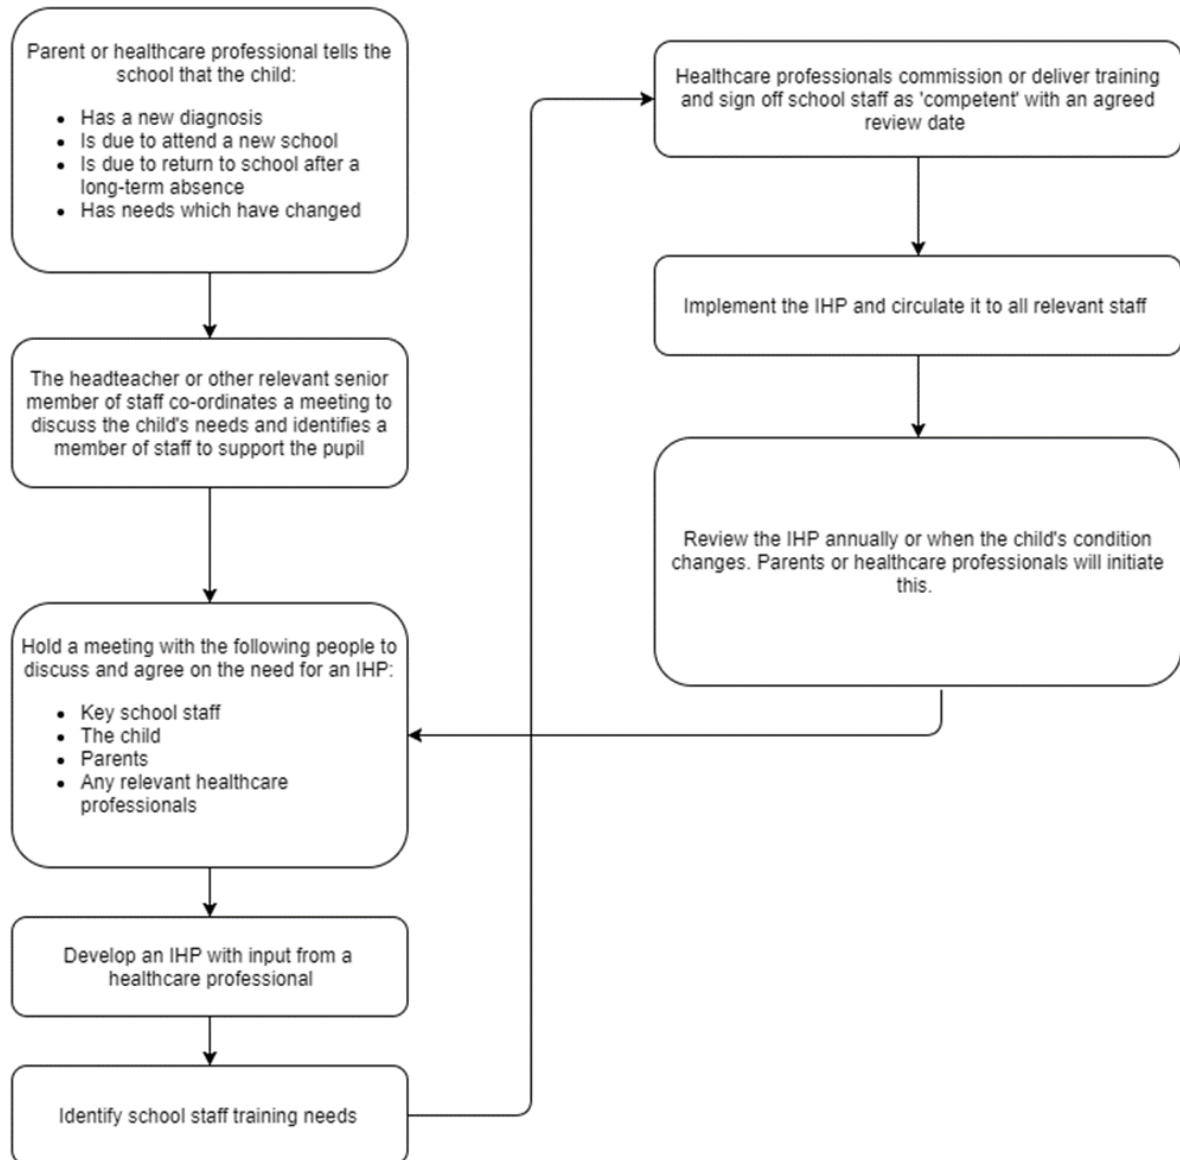 Parent or healthcare professional tells the
school that the child:
• Has a new diagnosis
• Is due to attend a new school
• Is due to return to school after a
long-term absence
• Has needs which have changed
The headteacher or other relevant senior
member of staff co-ordinates a meeting to
discuss the child's needs and identifies a
member of staff to support the pupil
Hold a meeting with the following people to
discuss and agree on the need for an IHP:
• Key school staff
• The child
• Parents
• Any relevant healthcare
professionals
Develop an IHP with input from a
healthcare professional
Identify school staff training needs
Healthcare professionals commission or deliver training
and sign off school staff as 'competent' with an agreed
review date
Implement the IHP and circulate it to all relevant staff
Review the IHP annually or when the child's condition
changes. Parents or healthcare professionals will initiate
this.